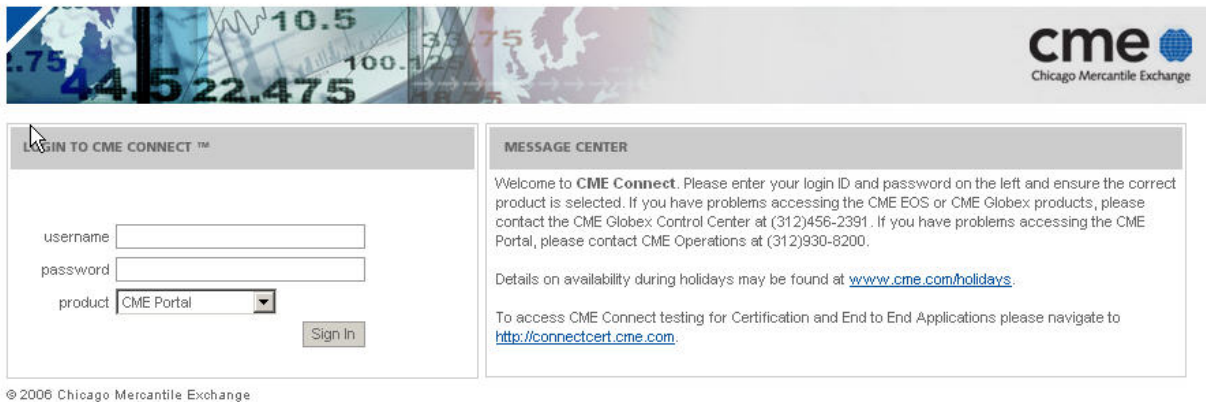 10.5
33.75
.75
100.125
44.5 22.475
18.75
cme
Chicago Mercantile Exchange
LOGIN TO CME CONNECT ™
username
password
product CME Portal
Sign In
MESSAGE CENTER
Welcome to CME Connect. Please enter your login ID and password on the left and ensure the correct
product is selected. If you have problems accessing the CME EOS or CME Globex products, please
contact the CME Globex Control Center at (312)456-2391. If you have problems accessing the CME
Portal, please contact CME Operations at (312)930-8200.
Details on availability during holidays may be found at www.cme.com/holidays.
To access CME Connect testing for Certification and End to End Applications please navigate to
http://connectcert.cme.com.
© 2006 Chicago Mercantile Exchange